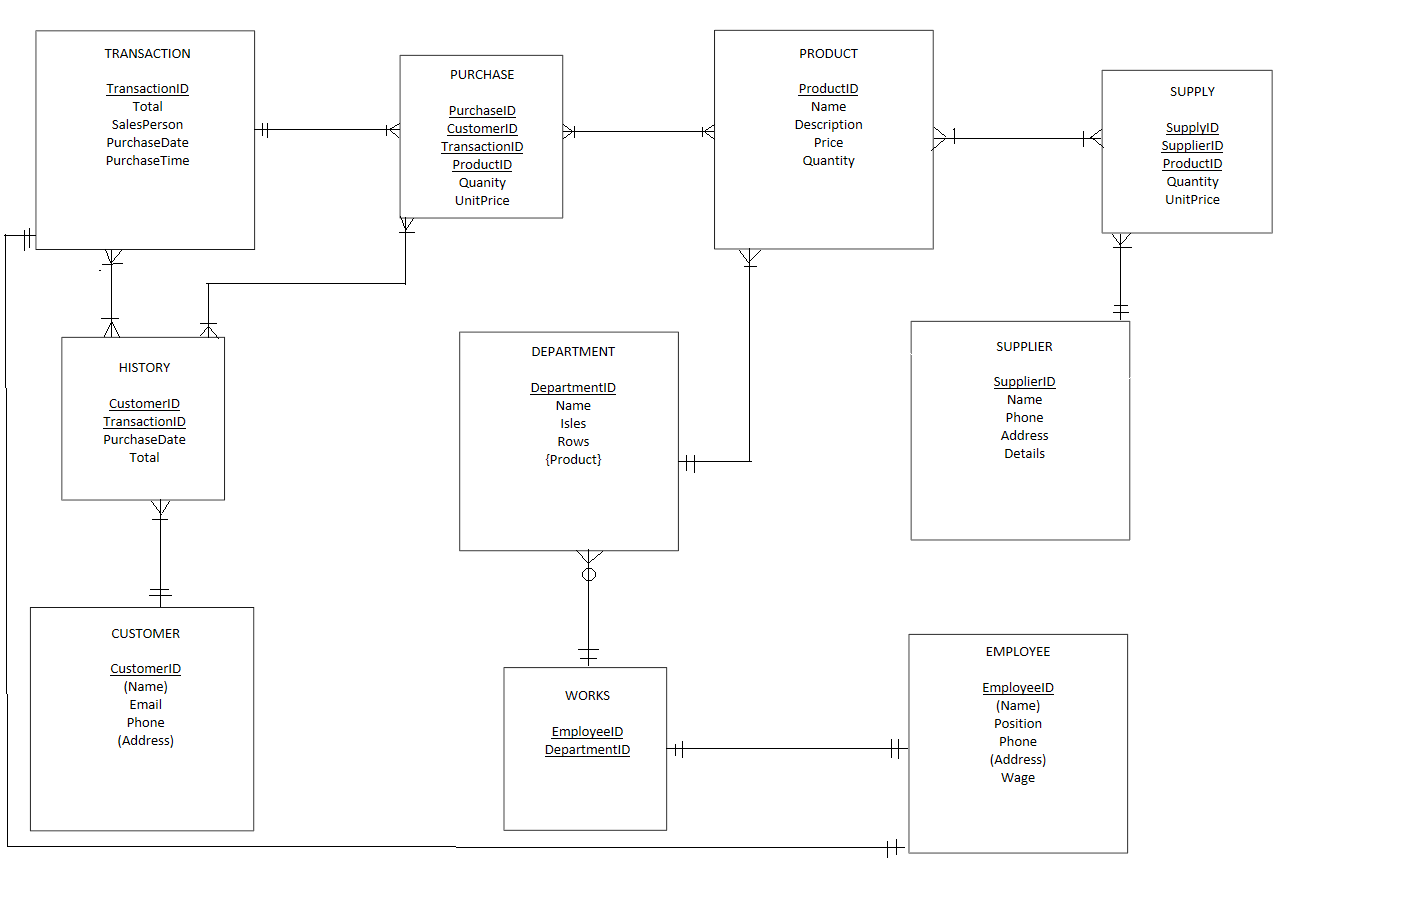 TRANSACTION
TransactionID
Total
SalesPerson
PurchaseDate
PurchaseTime
PURCHASE
PurchaseID
CustomerID
TransactionID
ProductID
Quanity
UnitPrice
PRODUCT
ProductID
Name
Description
Price
Quantity
SUPPLY
SupplyID
SupplierID
ProductID
Quantity
UnitPrice
HISTORY
CustomerID
TransactionID
PurchaseDate
Total
DEPARTMENT
DepartmentID
Name
Isles
Rows
{Product}
SUPPLIER
SupplierID
Name
Phone
Address
Details
CUSTOMER
CustomerID
(Name)
Email
Phone
(Address)
WORKS
EmployeeID
DepartmentID
EMPLOYEE
EmployeeID
(Name)
Position
Phone
(Address)
Wage